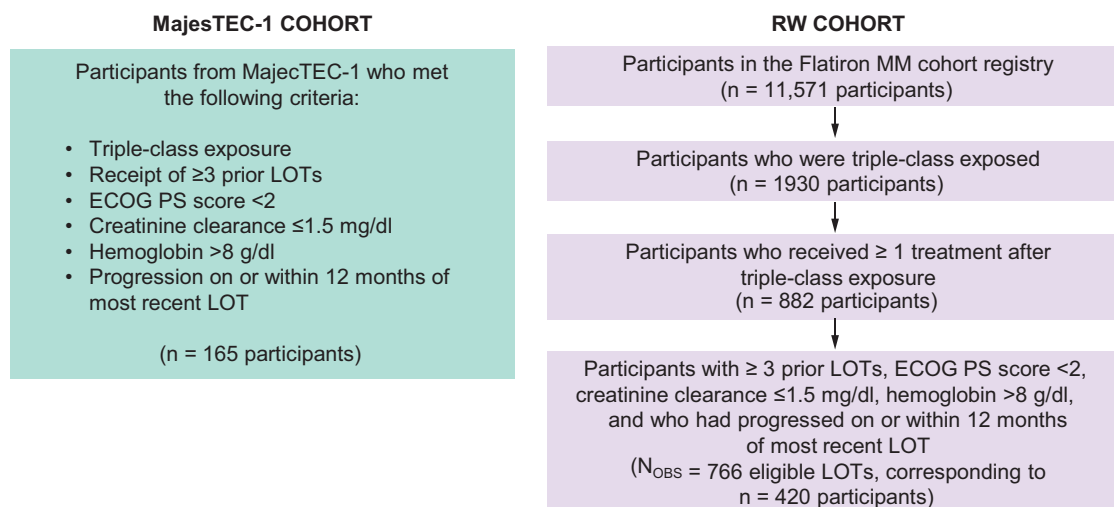 MajesTEC-1 COHORT
Participants from MajecTEC-1 who met
the following criteria:
• Triple-class exposure
• Receipt of ≥3 prior LOTs
• ECOG PS score <2
• Creatinine clearance ≤1.5 mg/dl
• Hemoglobin >8 g/dl
• Progression on or within 12 months of
most recent LOT
(n = 165 participants)
RW COHORT
Participants in the Flatiron MM cohort registry
(n = 11,571 participants)
Participants who were triple-class exposed
(n = 1930 participants)
Participants who received ≥ 1 treatment after
triple-class exposure
(n = 882 participants)
Participants with ≥ 3 prior LOTs, ECOG PS score <2,
creatinine clearance ≤1.5 mg/dl, hemoglobin >8 g/dl,
and who had progressed on or within 12 months
of most recent LOT
(NOBS = 766 eligible LOTs, corresponding to
n = 420 participants)